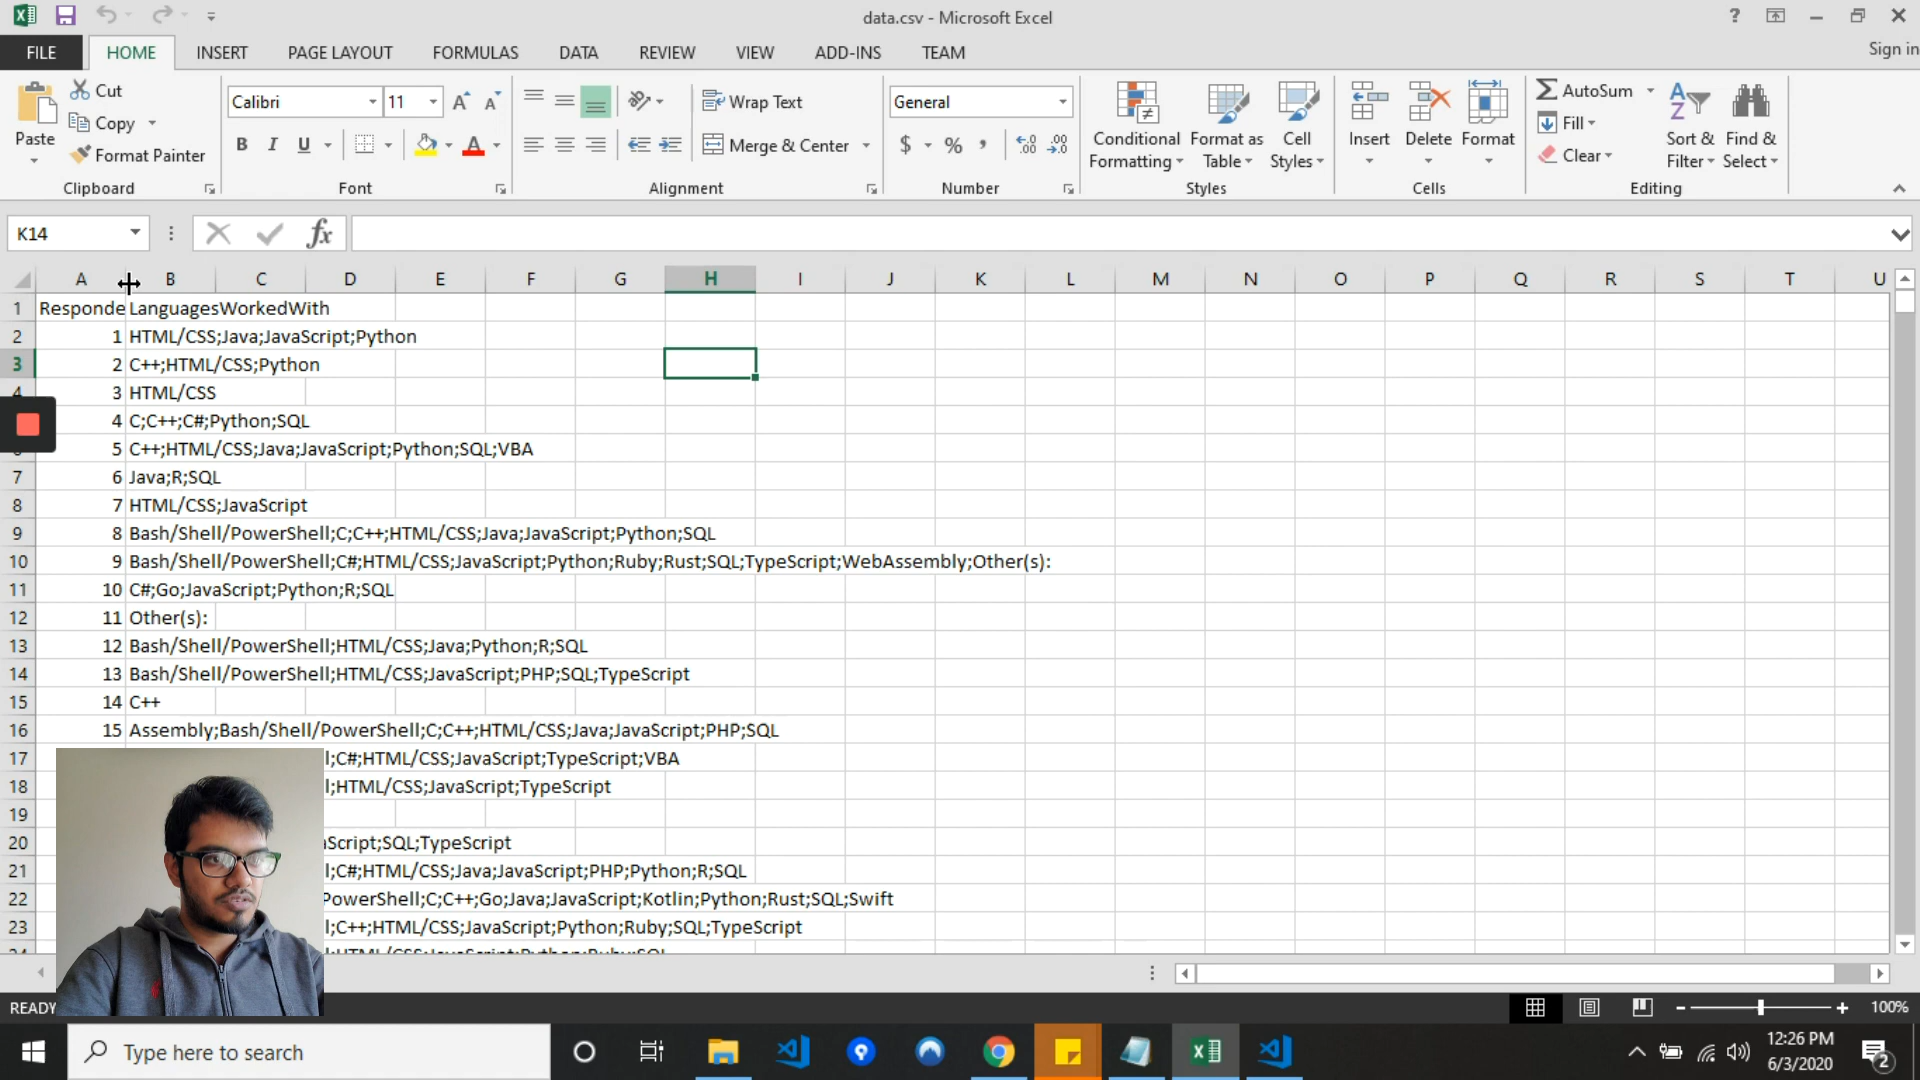 data.csv - Microsoft Excel
?
FILE HOME INSERT PAGE LAYOUT FORMULAS DATA REVIEW VIEW ADD-INS TEAM Sign in
Paste Cut Copy Format Painter Clipboard
Calibri 11 A A B I U A Font
Wrap Text Merge & Center Alignment
General $ % , Number
Conditional Formatting Format as Table Cell Styles Styles
Insert Delete Format Cells
AutoSum Fill Clear Sort & Filter Find & Select Editing
K14 fx
A B C D E F G H I J K L M N O P Q R S T U
1 Responde LanguagesWorkedWith
2 1 HTML/CSS;Java;JavaScript;Python
3 2 C++;HTML/CSS;Python
4 3 HTML/CSS
4 C;C++;C#;Python;SQL
5 C++;HTML/CSS;Java;JavaScript;Python;SQL;VBA
7 6 Java;R;SQL
8 7 HTML/CSS;JavaScript
9 8 Bash/Shell/PowerShell;C;C++;HTML/CSS;Java;JavaScript;Python;SQL
10 9 Bash/Shell/PowerShell;C#;HTML/CSS;JavaScript;Python;Ruby;Rust;SQL;TypeScript;WebAssembly;Other(s):
11 10 C#;Go;JavaScript;Python;R;SQL
12 11 Other(s):
13 12 Bash/Shell/PowerShell;HTML/CSS;Java;Python;R;SQL
14 13 Bash/Shell/PowerShell;HTML/CSS;JavaScript;PHP;SQL;TypeScript
15 14 C++
16 15 Assembly;Bash/Shell/PowerShell;C;C++;HTML/CSS;Java;JavaScript;PHP;SQL
17 l;C#;HTML/CSS;JavaScript;TypeScript;VBA
18 l;HTML/CSS;JavaScript;TypeScript
19
20 aScript;SQL;TypeScript
21 l;C#;HTML/CSS;Java;JavaScript;PHP;Python;R;SQL
22 PowerShell;C;C++;Go;Java;JavaScript;Kotlin;Python;Rust;SQL;Swift
23 l;C++;HTML/CSS;JavaScript;Python;Ruby;SQL;TypeScript
READY 100%
Type here to search
12:26 PM
6/3/2020
2